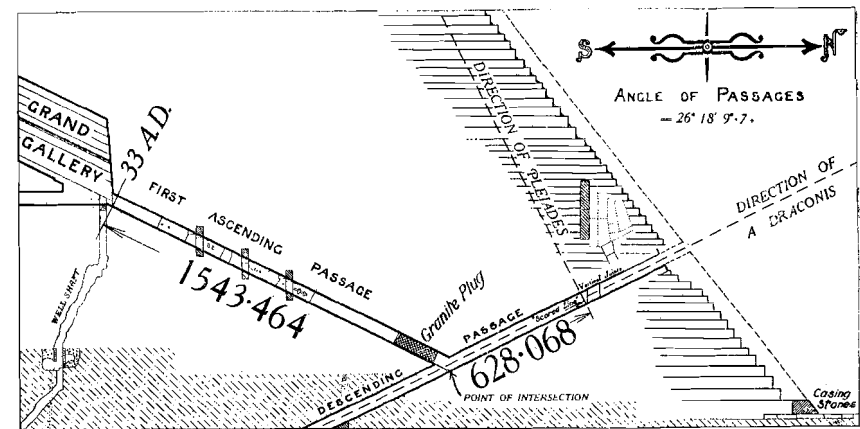 S N
ANGLE OF PASSAGES
= 26° 18′ 9″·7.
GRAND
GALLERY
33 A.D.
FIRST ASCENDING PASSAGE
1543·464
WELL SHAFT
Granite Plug
DIRECTION OF PLEIADES
DIRECTION OF
A DRACONIS
DESCENDING PASSAGE
"Scored Line"
Vertical Joints
628·068
POINT OF INTERSECTION
Casing
Stones